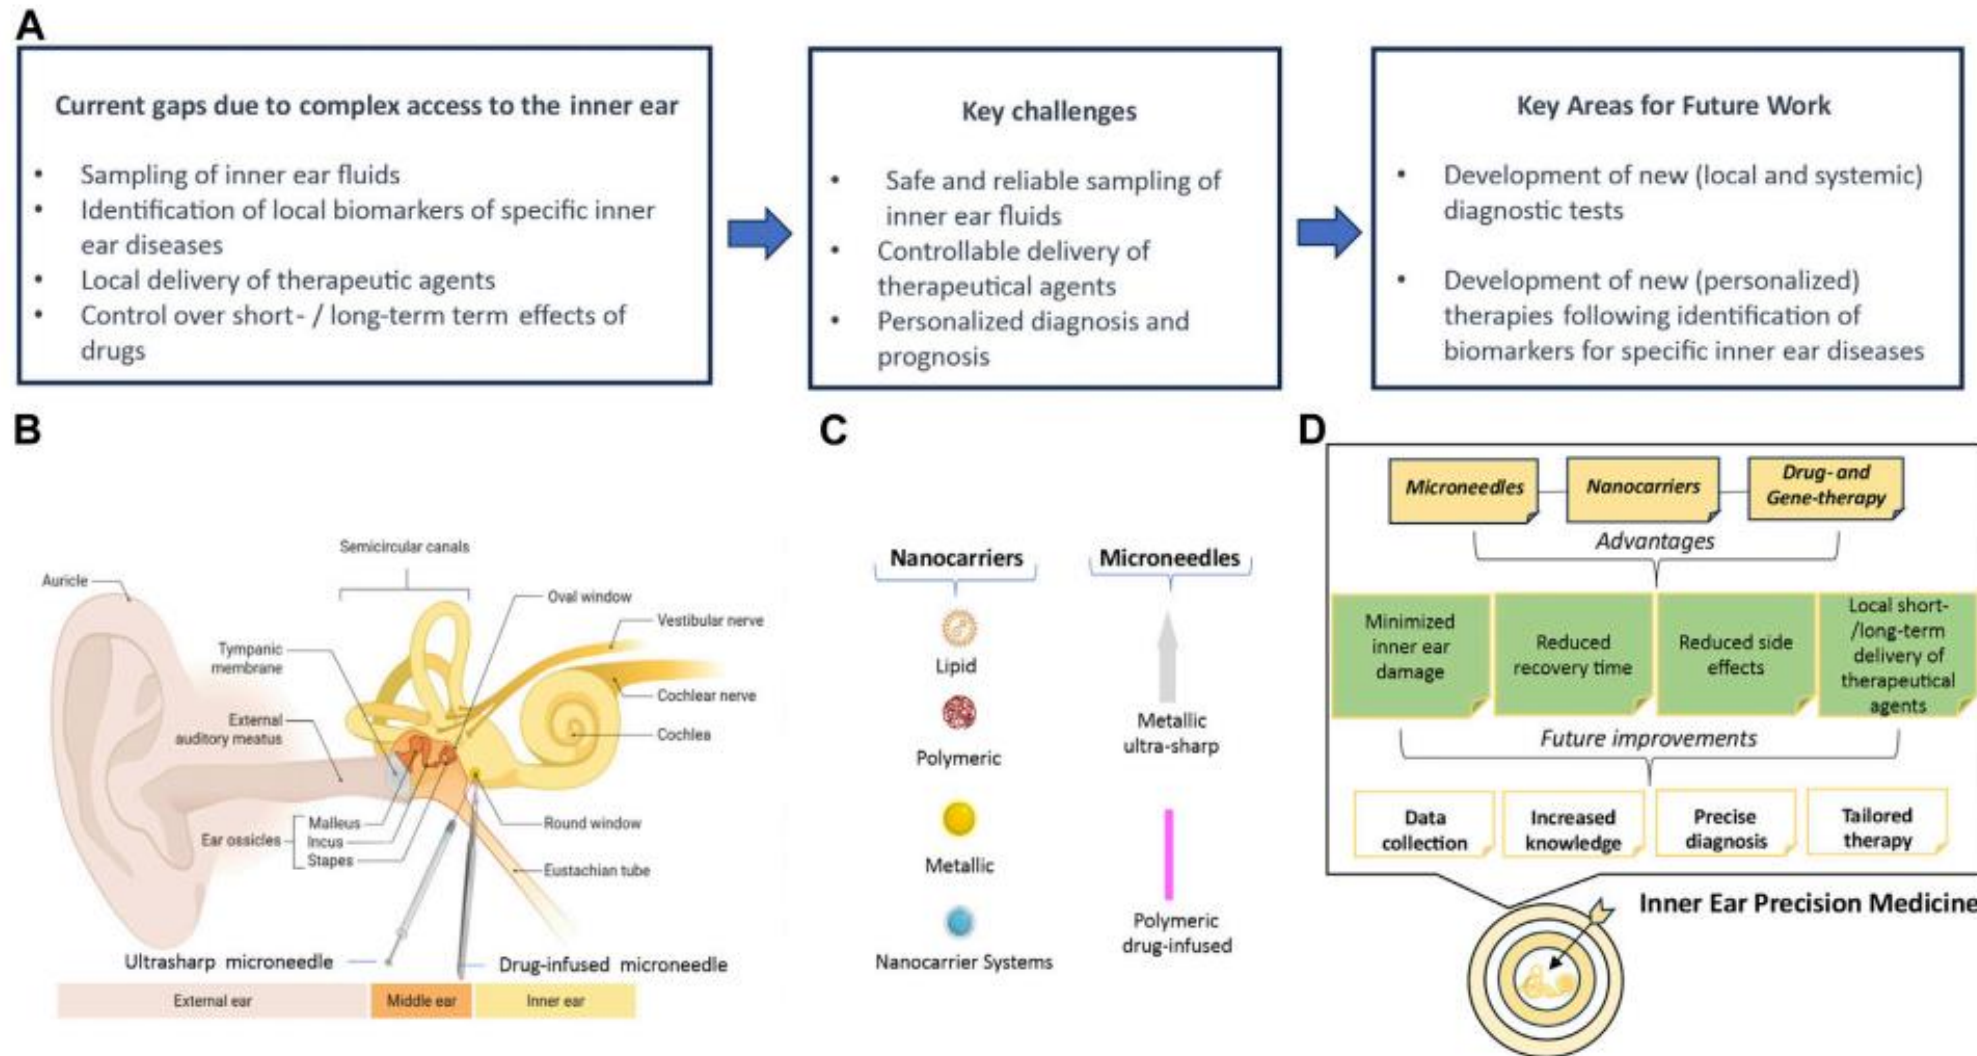 A
Current gaps due to complex access to the inner ear
• Sampling of inner ear fluids
• Identification of local biomarkers of specific inner
ear diseases
• Local delivery of therapeutic agents
• Control over short- / long-term term effects of
drugs
Key challenges
• Safe and reliable sampling of
inner ear fluids
• Controllable delivery of
therapeutical agents
• Personalized diagnosis and
prognosis
Key Areas for Future Work
• Development of new (local and systemic)
diagnostic tests
• Development of new (personalized)
therapies following identification of
biomarkers for specific inner ear diseases
B
Semicircular canals
Auricle
Oval window
Vestibular nerve
Tympanic
membrane
Cochlear nerve
External
auditory meatus
Cochlea
Ear ossicles
Malleus
Incus
Stapes
Round window
Eustachian tube
Ultrasharp microneedle
Drug-infused microneedle
External ear
Middle ear
Inner ear
C
Nanocarriers
Lipid
Polymeric
Metallic
Nanocarrier Systems
Microneedles
Metallic
ultra-sharp
Polymeric
drug-infused
D
Microneedles
Nanocarriers
Drug- and
Gene-therapy
Advantages
Minimized
inner ear
damage
Reduced
recovery time
Reduced side
effects
Local short-
/long-term
delivery of
therapeutical
agents
Future improvements
Data
collection
Increased
knowledge
Precise
diagnosis
Tailored
therapy
Inner Ear Precision Medicine